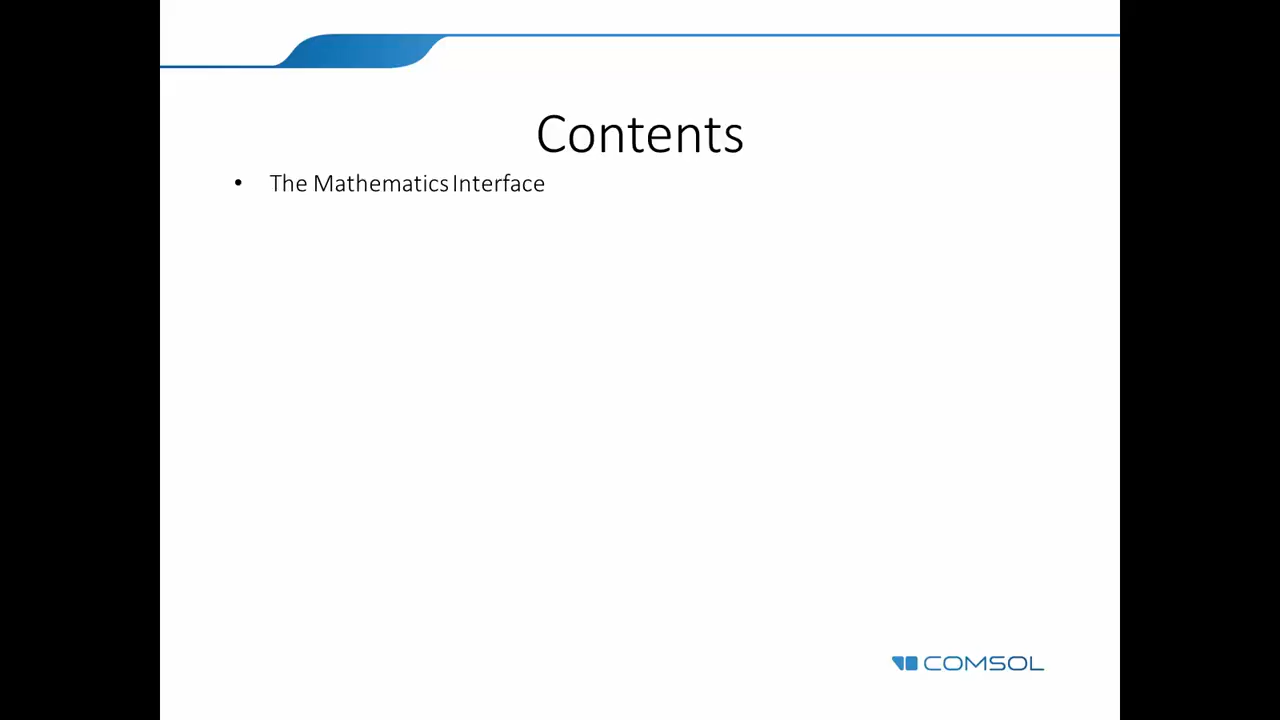 Contents
• The Mathematics Interface
COMSOL